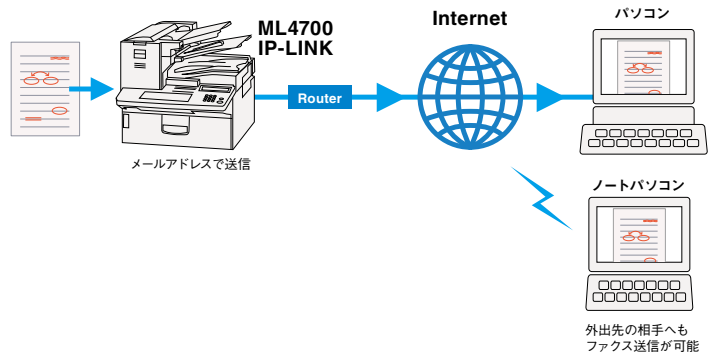 ML4700
IP-LINK
メールアドレスで送信
Router
Internet
パソコン
ノートパソコン
外出先の相手へも
ファクス送信が可能